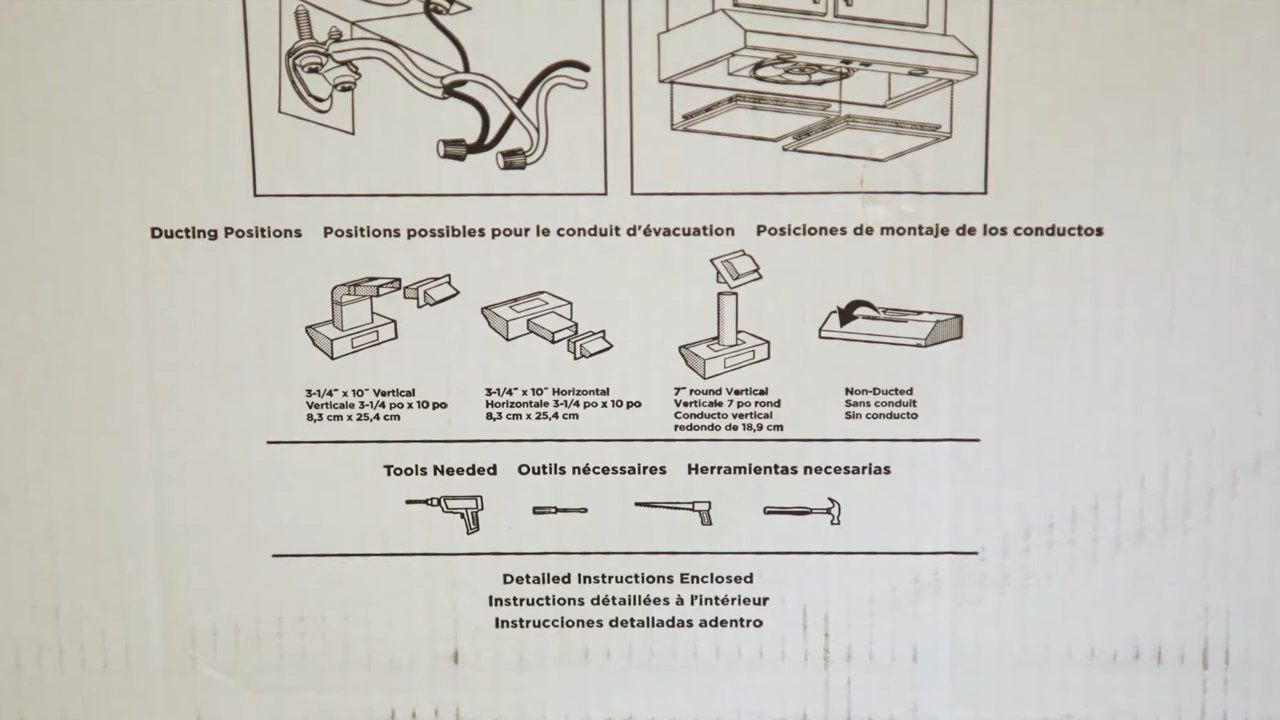 Ducting Positions Positions possibles pour le conduit d'évacuation Posiciones de montaje de los conductos
3-1/4" x 10" Vertical
Verticale 3-1/4 po x 10 po
8,3 cm x 25,4 cm
3-1/4" x 10" Horizontal
Horizontale 3-1/4 po x 10 po
8,3 cm x 25,4 cm
7" round Vertical
Verticale 7 po rond
Conducto vertical
redondo de 18,9 cm
Non-Ducted
Sans conduit
Sin conducto
Tools Needed Outils nécessaires Herramientas necesarias
Detailed Instructions Enclosed
Instructions détaillées à l'intérieur
Instrucciones detalladas adentro